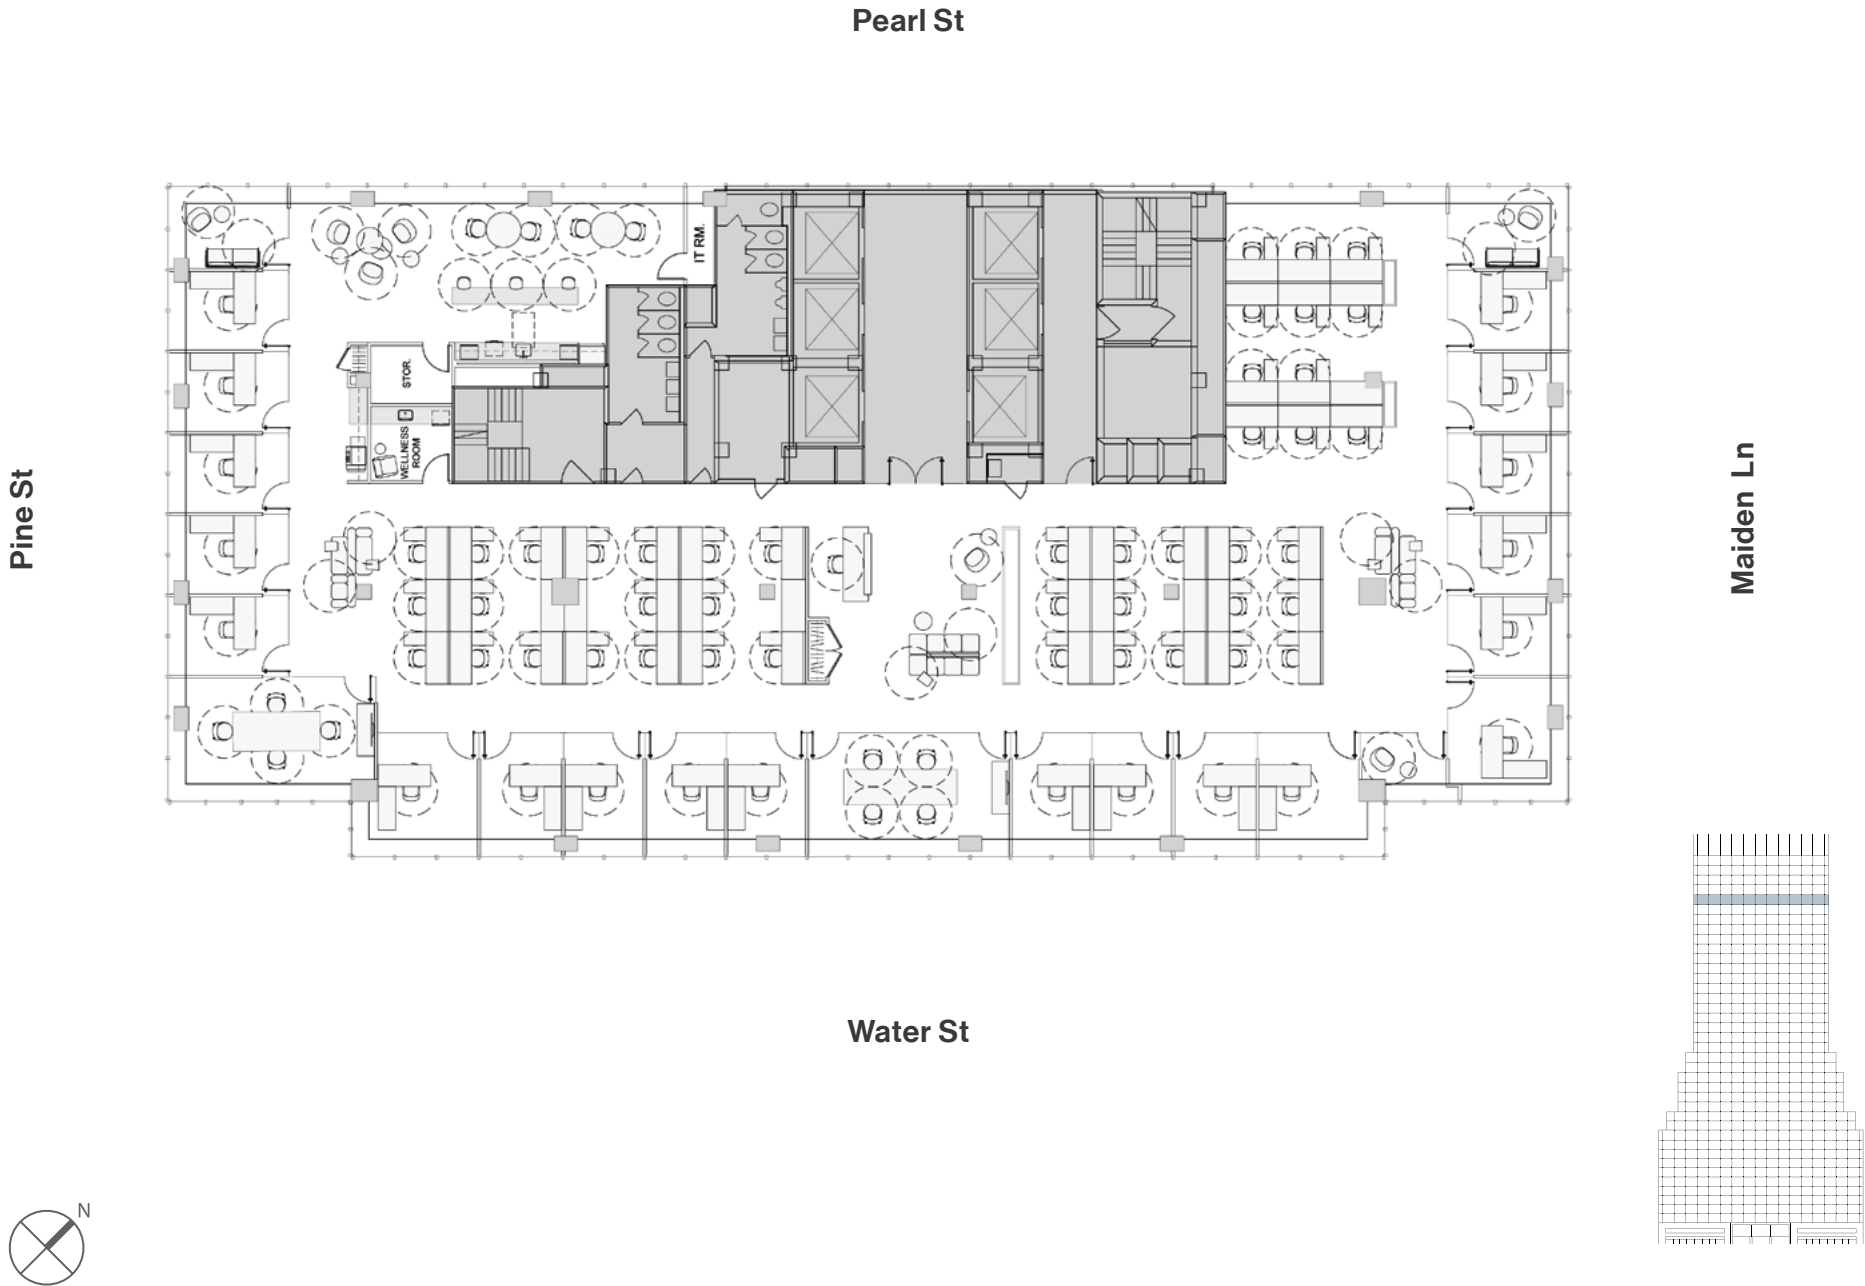 Pearl St
IT RM.
STOR.
WELLNESS
ROOM
Pine St
Maiden Ln
Water St
N